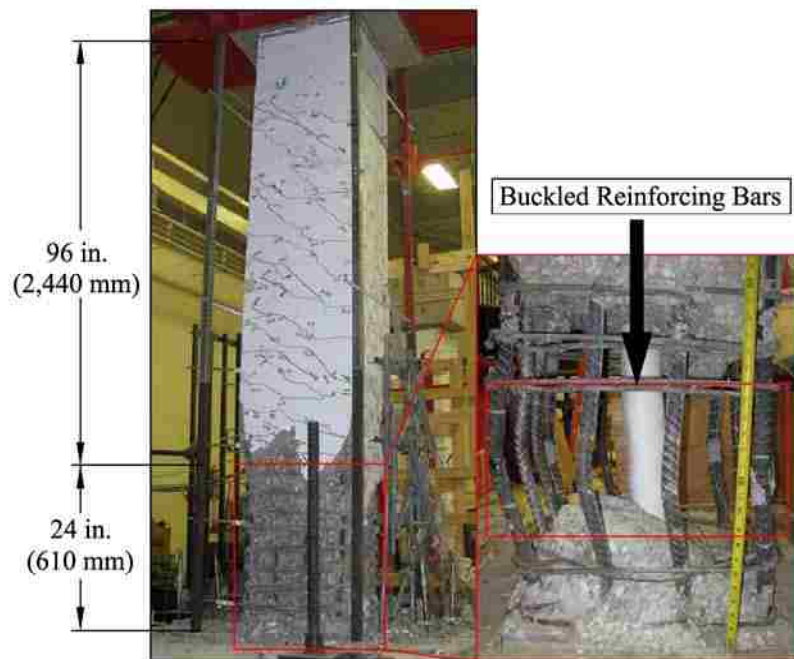 96 in.
(2,440 mm)
24 in.
(610 mm)
Buckled Reinforcing Bars